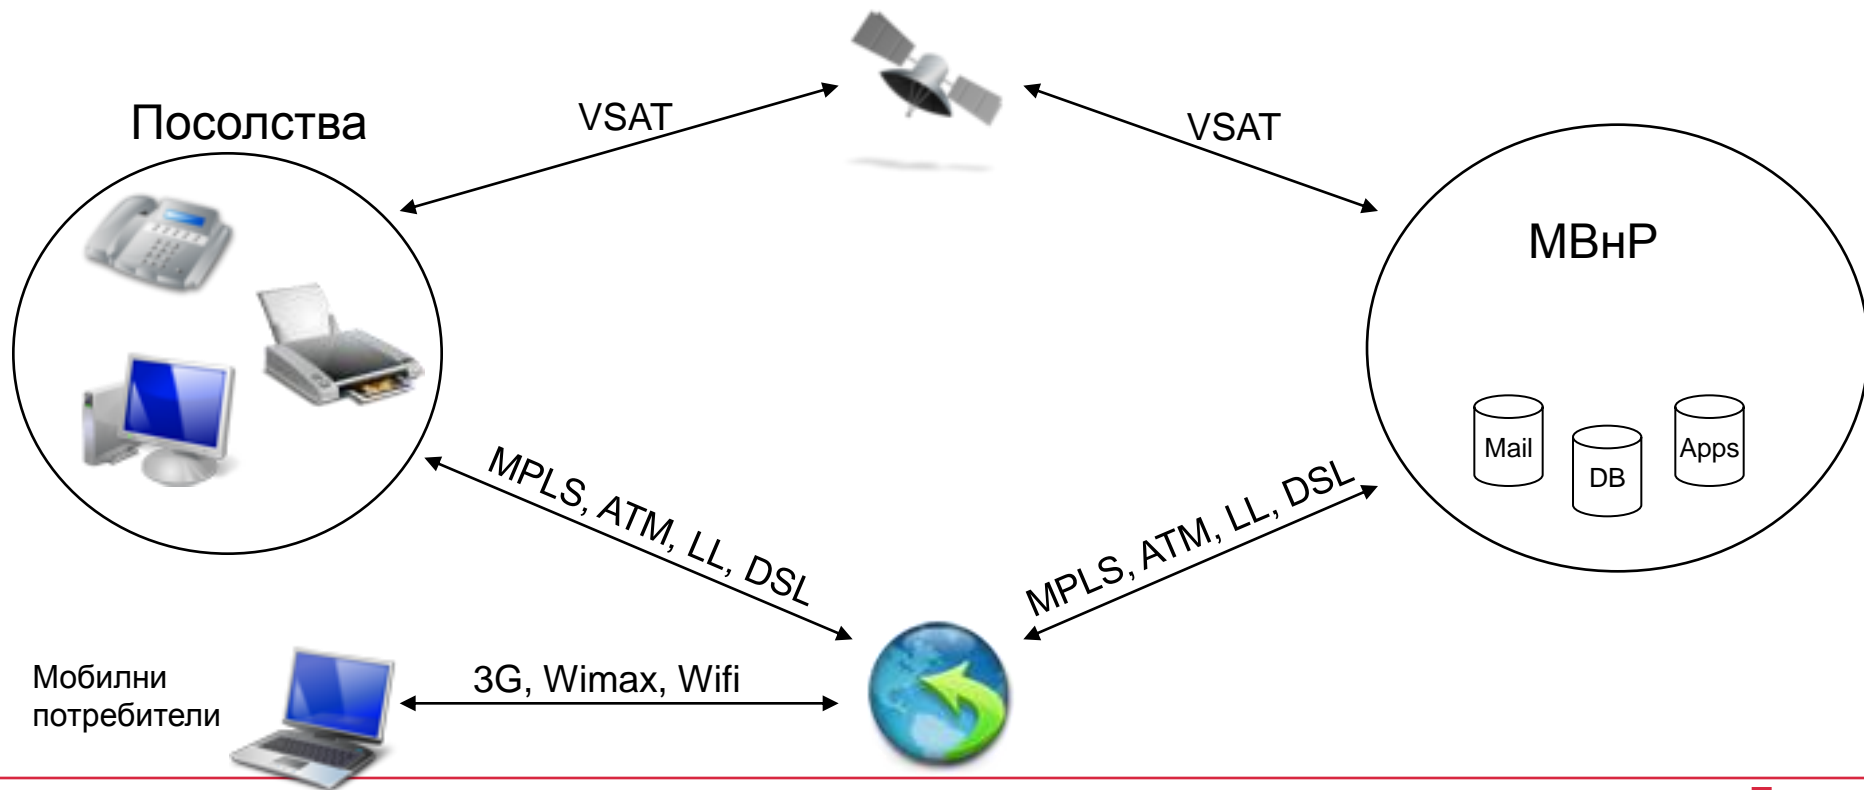 VSAT
Посолства
VSAT
МВнР
Mail
DB
Apps
MPLS, ATM, LL, DSL
MPLS, ATM, LL, DSL
Мобилни
потребители
3G, Wimax, Wifi